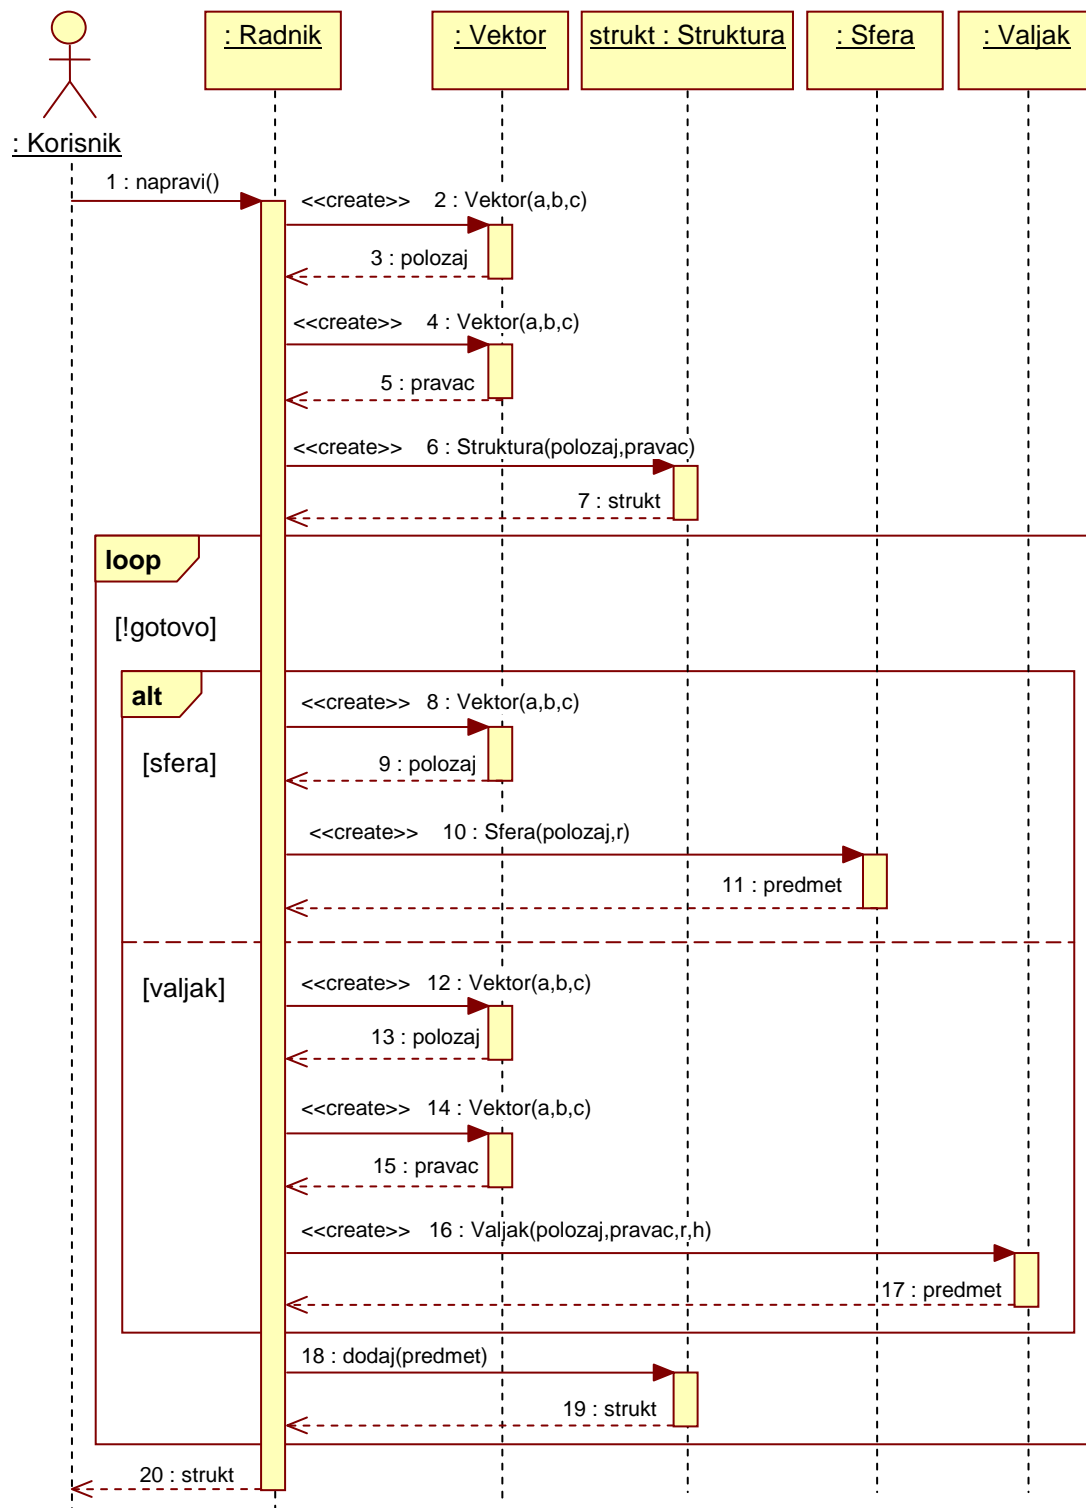 : Radnik
: Vektor
strukt : Struktura
: Sfera
: Valjak
: Korisnik
1 : napravi()
<<create>> 2 : Vektor(a,b,c)
3 : polozaj
<<create>> 4 : Vektor(a,b,c)
5 : pravac
<<create>> 6 : Struktura(polozaj,pravac)
7 : strukt
loop
[!gotovo]
alt
<<create>> 8 : Vektor(a,b,c)
[sfera]
9 : polozaj
<<create>> 10 : Sfera(polozaj,r)
11 : predmet
[valjak]
<<create>> 12 : Vektor(a,b,c)
13 : polozaj
<<create>> 14 : Vektor(a,b,c)
15 : pravac
<<create>> 16 : Valjak(polozaj,pravac,r,h)
17 : predmet
18 : dodaj(predmet)
19 : strukt
20 : strukt